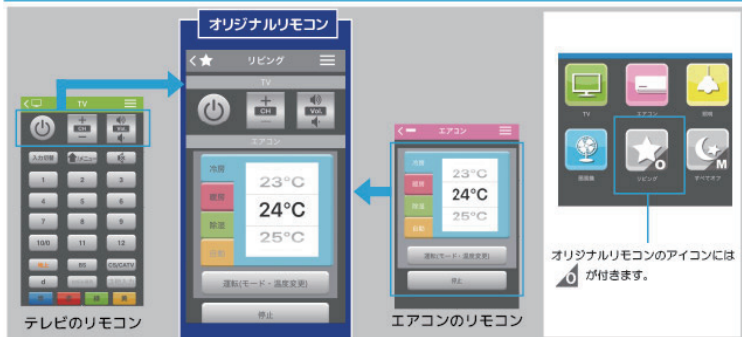 オリジナルリモコン
リビング
TV
CH
VOL
エアコン
冷房
暖房
除湿
自動
23°C
24°C
25°C
運転(モード・温度変更)
停止
TV
CH
VOL
入力切替
メニュー
1
2
3
4
5
6
7
8
9
10/0
11
12
地上
BS
CS/CATV
d
青
赤
緑
黄
テレビのリモコン
エアコン
冷房
暖房
除湿
自動
23°C
24°C
25°C
運転(モード・温度変更)
停止
エアコンのリモコン
TV
エアコン
照明
扇風機
リビング
O
すべてオフ
M
オリジナルリモコンのアイコンには
O が付きます。